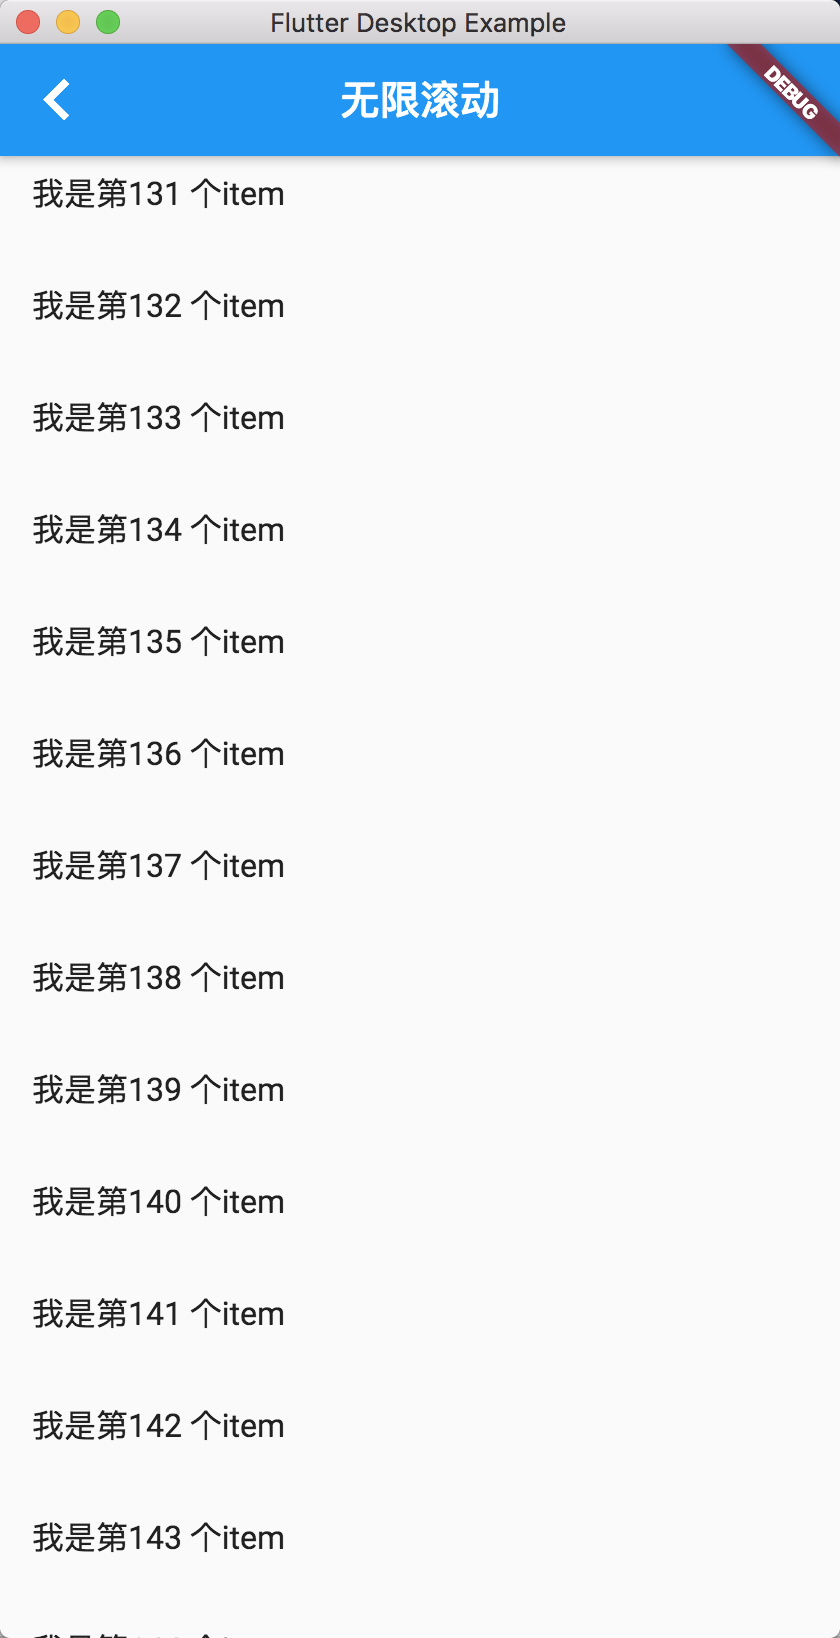 Flutter Desktop Example
无限滚动
DEBUG
我是第131 个item
我是第132 个item
我是第133 个item
我是第134 个item
我是第135 个item
我是第136 个item
我是第137 个item
我是第138 个item
我是第139 个item
我是第140 个item
我是第141 个item
我是第142 个item
我是第143 个item